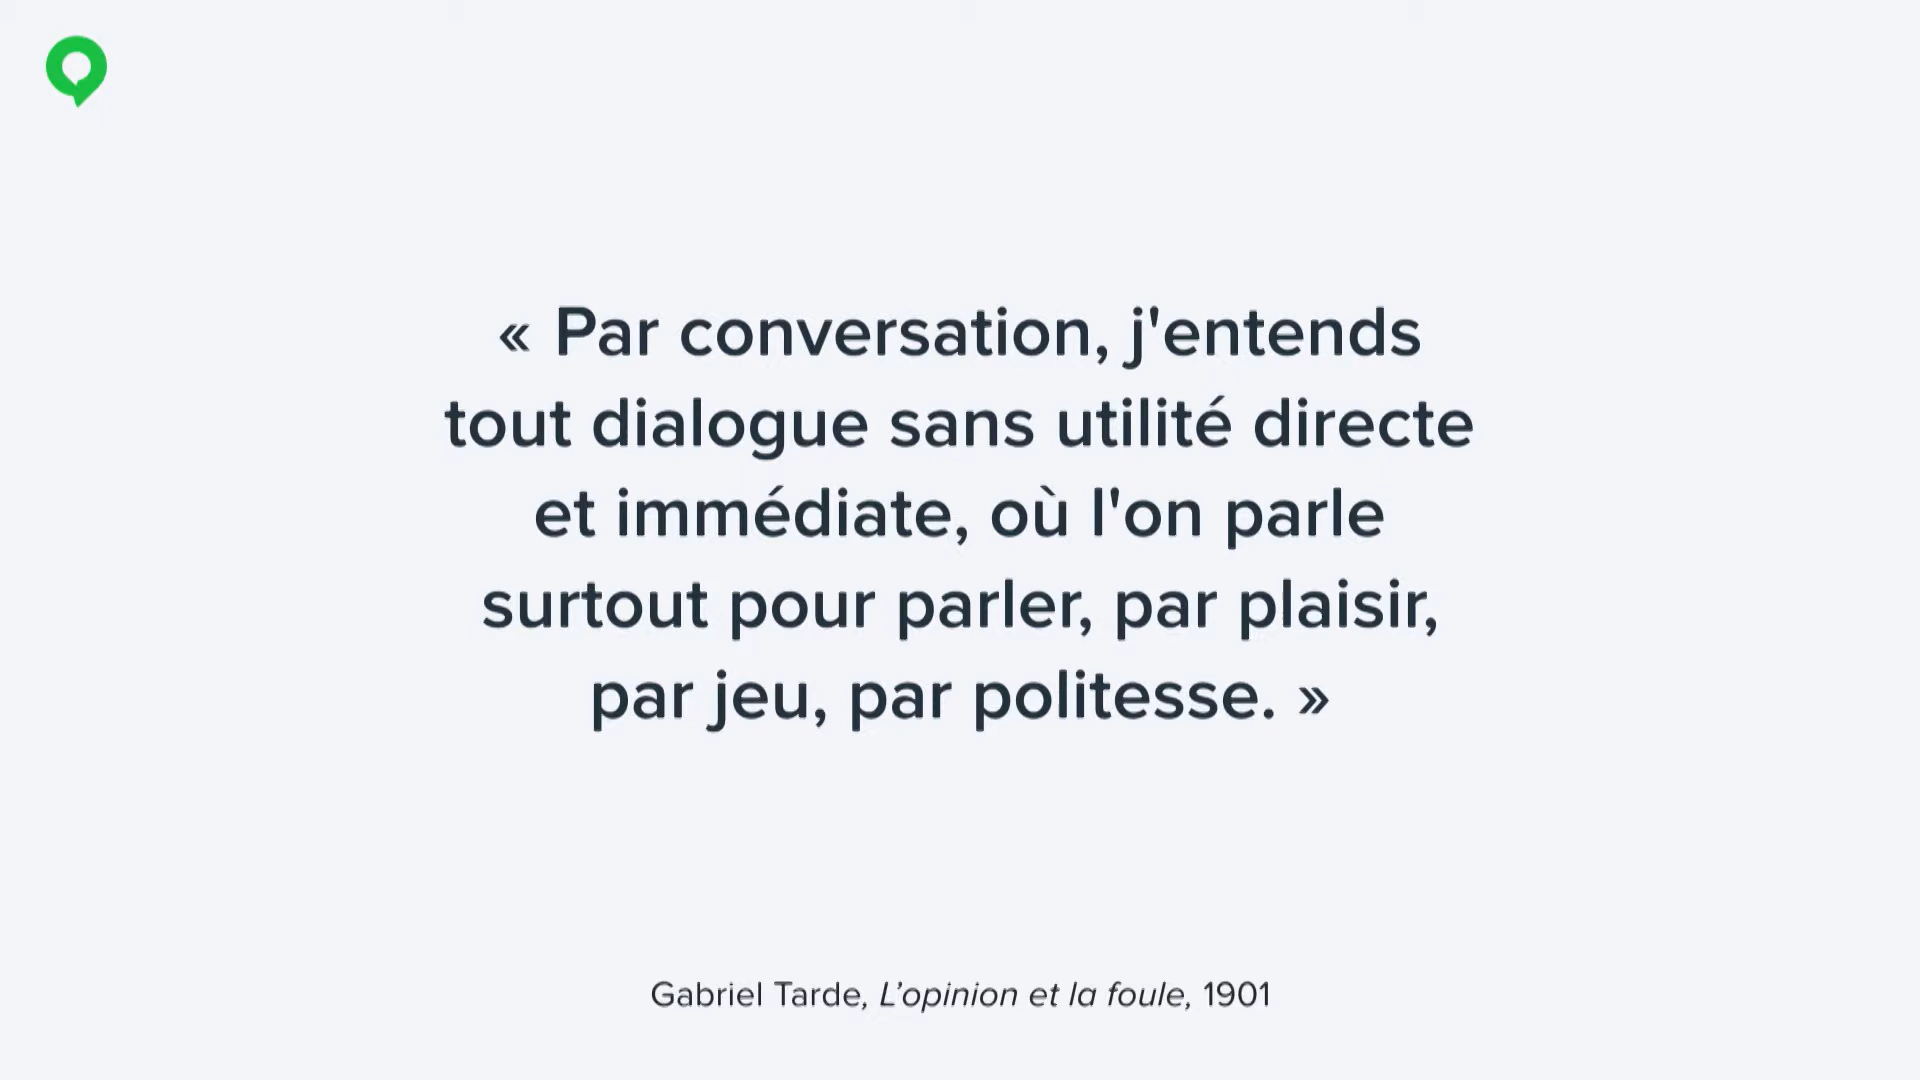 « Par conversation, j'entends
tout dialogue sans utilité directe
et immédiate, où l'on parle
surtout pour parler, par plaisir,
par jeu, par politesse. »
Gabriel Tarde, L’opinion et la foule, 1901